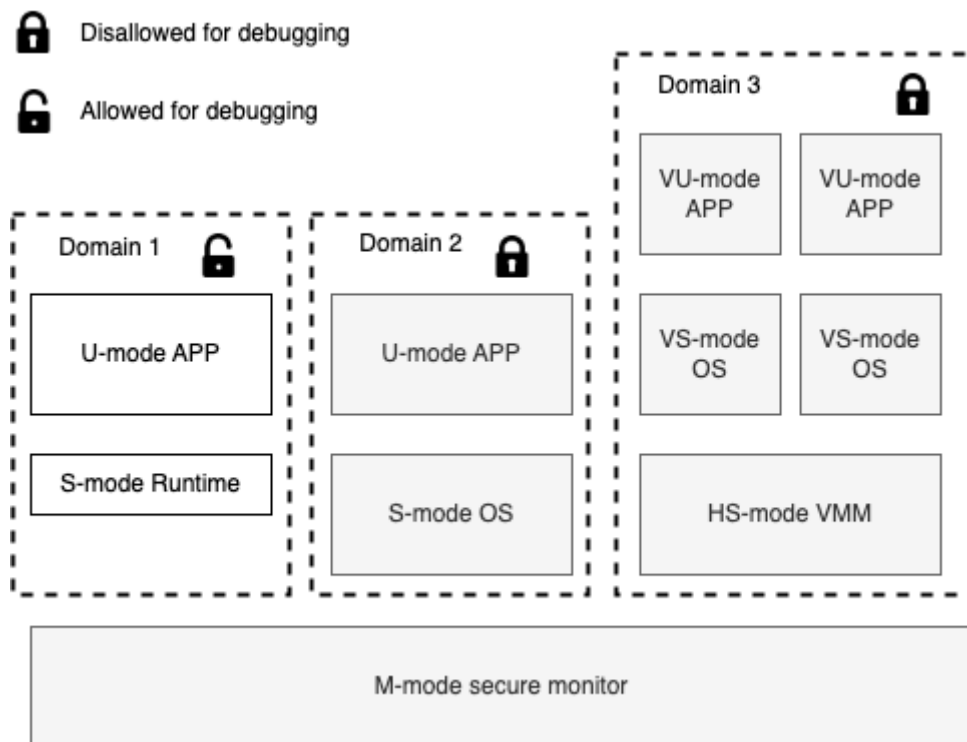 Disallowed for debugging
Allowed for debugging
Domain 1
U-mode APP
S-mode Runtime
Domain 2
U-mode APP
S-mode OS
Domain 3
VU-mode
APP
VU-mode
APP
VS-mode
OS
VS-mode
OS
HS-mode VMM
M-mode secure monitor